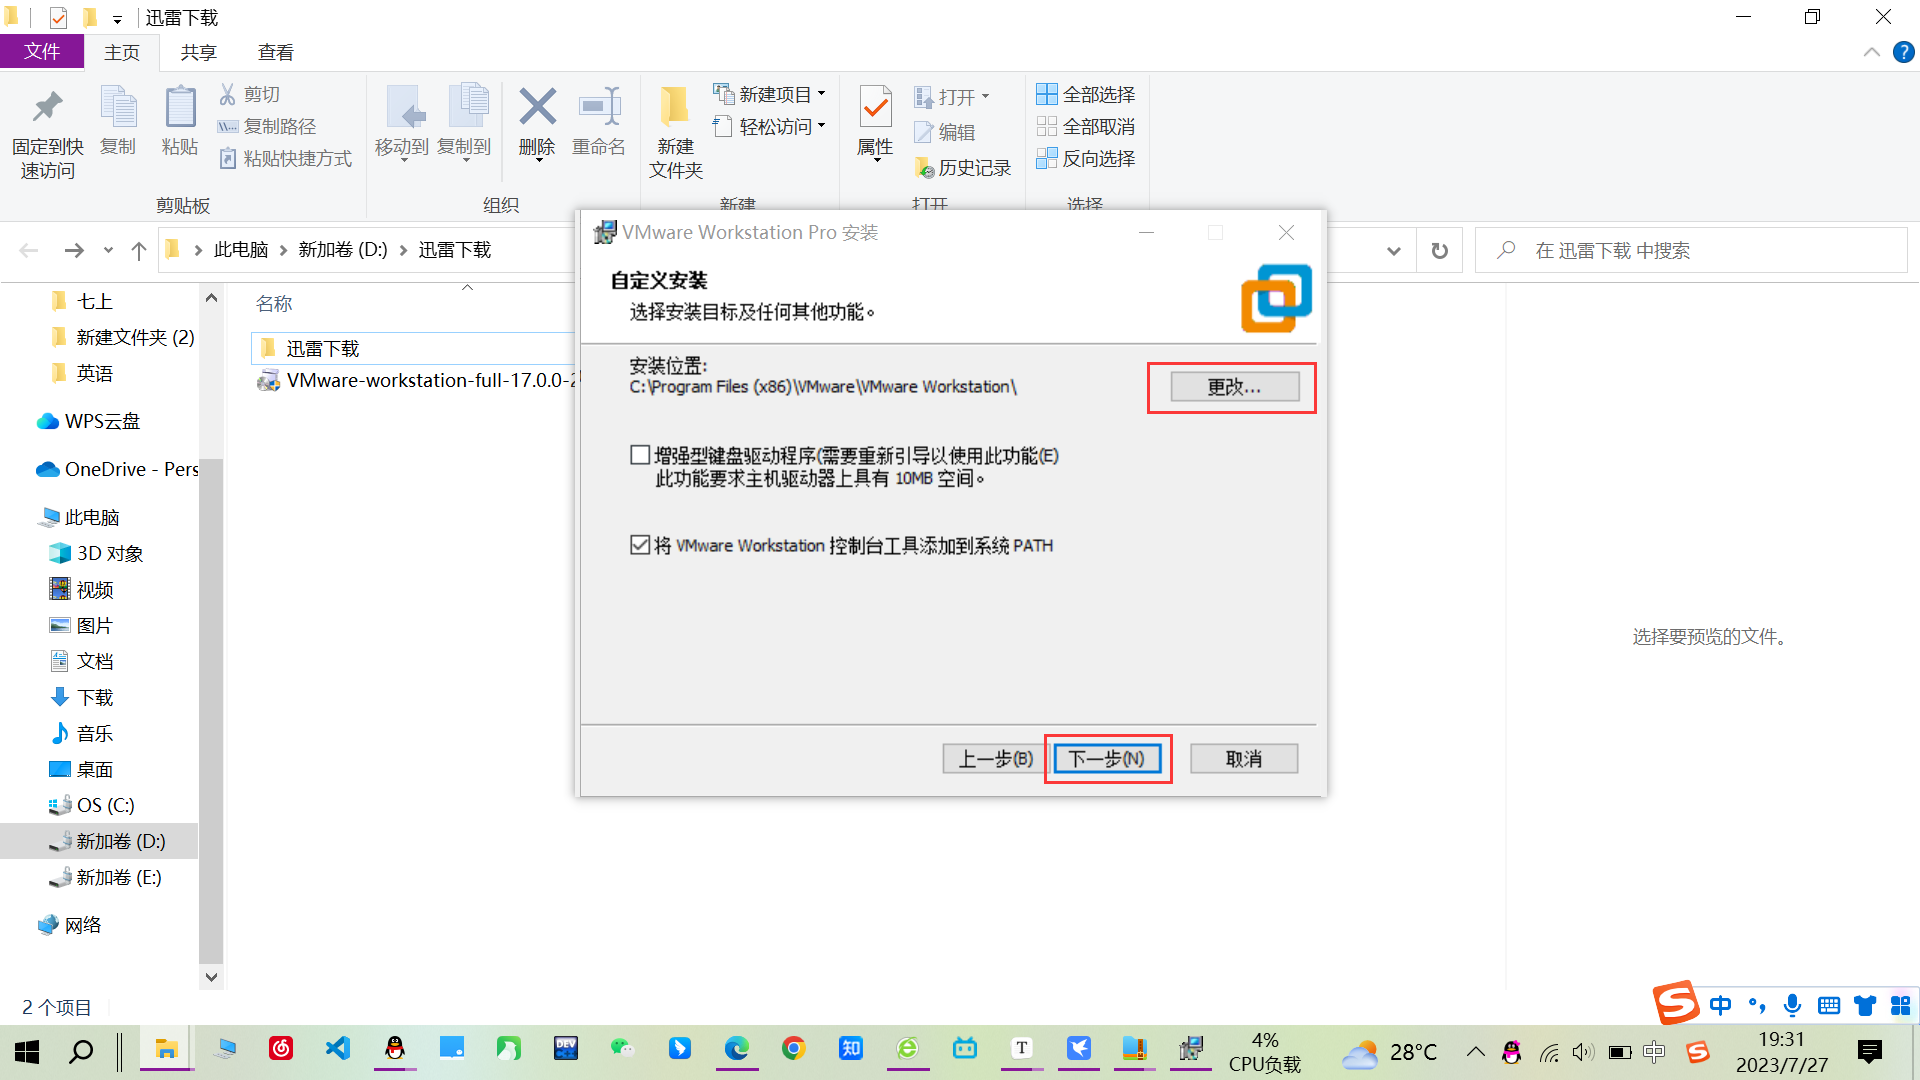 迅雷下载
文件
主页
共享
查看
固定到快
速访问
复制
粘贴
剪切
复制路径
粘贴快捷方式
剪贴板
移动到
复制到
删除
重命名
组织
新建
文件夹
新建项目
轻松访问
新建
属性
打开
编辑
历史记录
打开
全部选择
全部取消
反向选择
选择
此电脑
新加卷 (D:)
迅雷下载
在 迅雷下载 中搜索
七上
新建文件夹 (2)
英语
WPS云盘
OneDrive - Pers
此电脑
3D 对象
视频
图片
文档
下载
音乐
桌面
OS (C:)
新加卷 (D:)
新加卷 (E:)
网络
名称
迅雷下载
VMware-workstation-full-17.0.0-2
VMware Workstation Pro 安装
自定义安装
选择安装目标及任何其他功能。
安装位置:
C:\Program Files (x86)\VMware\VMware Workstation\
更改...
增强型键盘驱动程序(需要重新引导以使用此功能(E)
此功能要求主机驱动器上具有 10MB 空间。
将 VMware Workstation 控制台工具添加到系统 PATH
上一步(B)
下一步(N)
取消
选择要预览的文件。
2 个项目
S
中
DEV
知
T
4%
CPU负载
28°C
中
S
19:31
2023/7/27